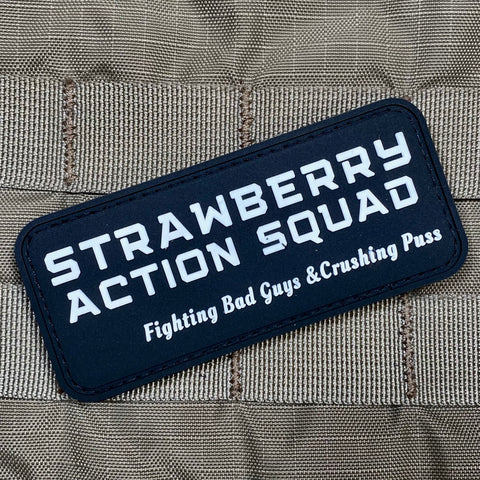 STRAWBERRY
ACTION SQUAD
Fighting Bad Guys &Crushing Puss